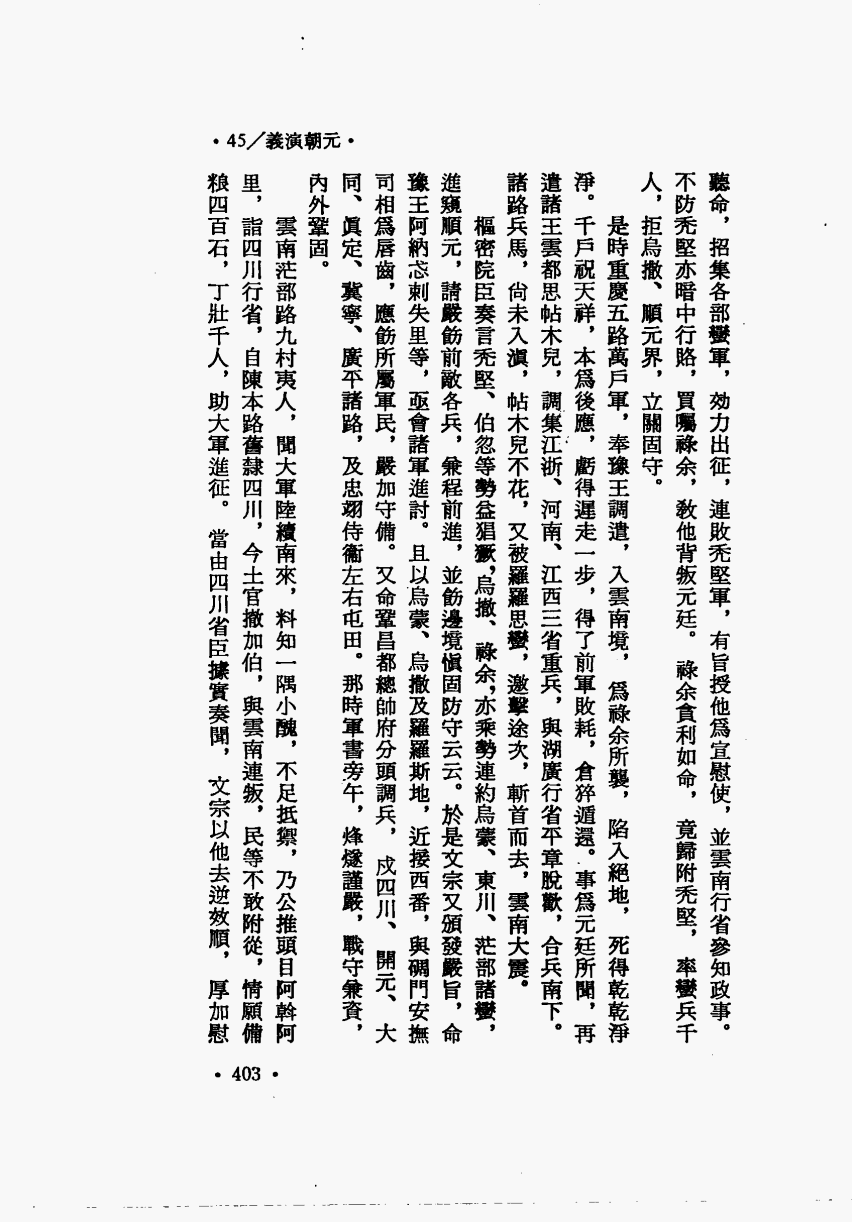 •元朝演義/45•
聽命，招集各部蠻軍，効力出征，連敗禿堅軍，有旨授他爲宣慰使，並雲南行省參知政事。
不防禿堅亦暗中行賂，買囑祿余，敎他背叛元廷。祿余貪利如命，竟歸附禿堅，率蠻兵千
人，拒烏撒、順元界，立關固守。
是時重慶五路萬戶軍，奉豫王調遣，入雲南境，爲祿余所襲，陷入絕地，死得乾乾淨
淨。千戶祝天祥，本爲後應，虧得遲走一步，得了前軍敗耗，倉猝遁還。事爲元廷所聞，再
遣諸王雲都思帖木兒，調集江浙、河南、江西三省重兵，與湖廣行省平章脫歡，合兵南下。
諸路兵馬，尙未入滇，帖木兒不花，又被羅羅思蠻，邀擊途次，斬首而去，雲南大震。
樞密院臣奏言禿堅、伯忽等勢益猖獗，烏撒、祿余，亦乘勢連約烏蒙、東川、茫部諸蠻，
進窺順元，請嚴飭前敵各兵，兼程前進，並飭邊境愼固防守云云。於是文宗又頒發嚴旨，命
豫王阿納忒剌失里等，亟會諸軍進討。且以烏蒙、烏撒及羅羅斯地，近接西番，與碉門安撫
司相爲唇齒，應飭所屬軍民，嚴加守備。又命鞏昌都總帥府分頭調兵，戍四川、開元、大
同、眞定、冀寧、廣平諸路，及忠翊侍衞左右屯田。那時軍書旁午，烽燧謹嚴，戰守兼資，
內外鞏固。
雲南茫部路九村夷人，聞大軍陸續南來，料知一隅小醜，不足抵禦，乃公推頭目阿斡阿
里，詣四川行省，自陳本路舊隸四川，今土官撒加伯，與雲南連叛，民等不敢附從，情願備
粮四百石，丁壯千人，助大軍進征。當由四川省臣據實奏聞，文宗以他去逆效順，厚加慰
•403•